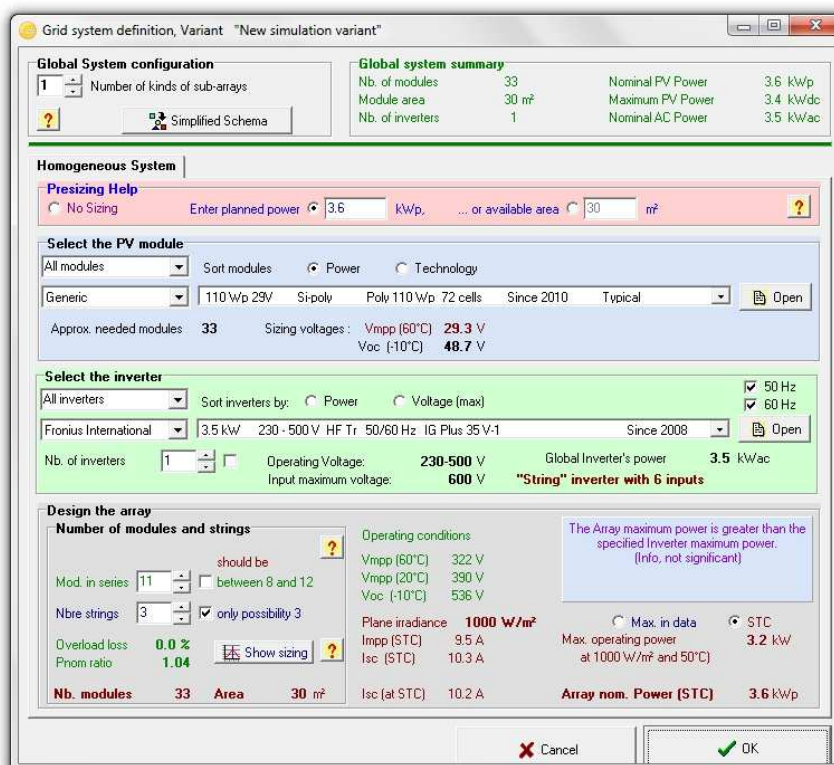 Grid system definition, Variant "New simulation variant"
Global System configuration
1 Number of kinds of sub-arrays
? Simplified Schema
Global system summary
Nb. of modules 33 Nominal PV Power 3.6 kWp
Module area 30 m² Maximum PV Power 3.4 kWdc
Nb. of inverters 1 Nominal AC Power 3.5 kWac
Homogeneous System
Presizing Help
No Sizing Enter planned power 3.6 kWp, ... or available area 30 m² ?
Select the PV module
All modules Sort modules Power Technology
Generic 110 Wp 29V Si-poly Poly 110 Wp 72 cells Since 2010 Typical Open
Approx. needed modules 33 Sizing voltages : Vmpp (60°C) 29.3 V
Voc (-10°C) 48.7 V
Select the inverter
All inverters Sort inverters by: Power Voltage (max) 50 Hz
60 Hz
Fronius International 3.5 kW 230 - 500 V HF Tr 50/60 Hz IG Plus 35 V-1 Since 2008 Open
Nb. of inverters 1 Operating Voltage: 230-500 V Global Inverter's power 3.5 kWac
Input maximum voltage: 600 V "String" inverter with 6 inputs
Design the array
Number of modules and strings
?
should be
Mod. in series 11 between 8 and 12
Nbre strings 3 only possibility 3
Overload loss 0.0 %
Pnom ratio 1.04 Show sizing ?
Nb. modules 33 Area 30 m²
Operating conditions
Vmpp (60°C) 322 V
Vmpp (20°C) 390 V
Voc (-10°C) 536 V
Plane irradiance 1000 W/m²
Impp (STC) 9.5 A
Isc (STC) 10.3 A
Isc (at STC) 10.2 A
The Array maximum power is greater than the
specified Inverter maximum power.
(Info, not significant)
Max. in data STC
Max. operating power 3.2 kW
at 1000 W/m² and 50°C)
Array nom. Power (STC) 3.6 kWp
Cancel OK